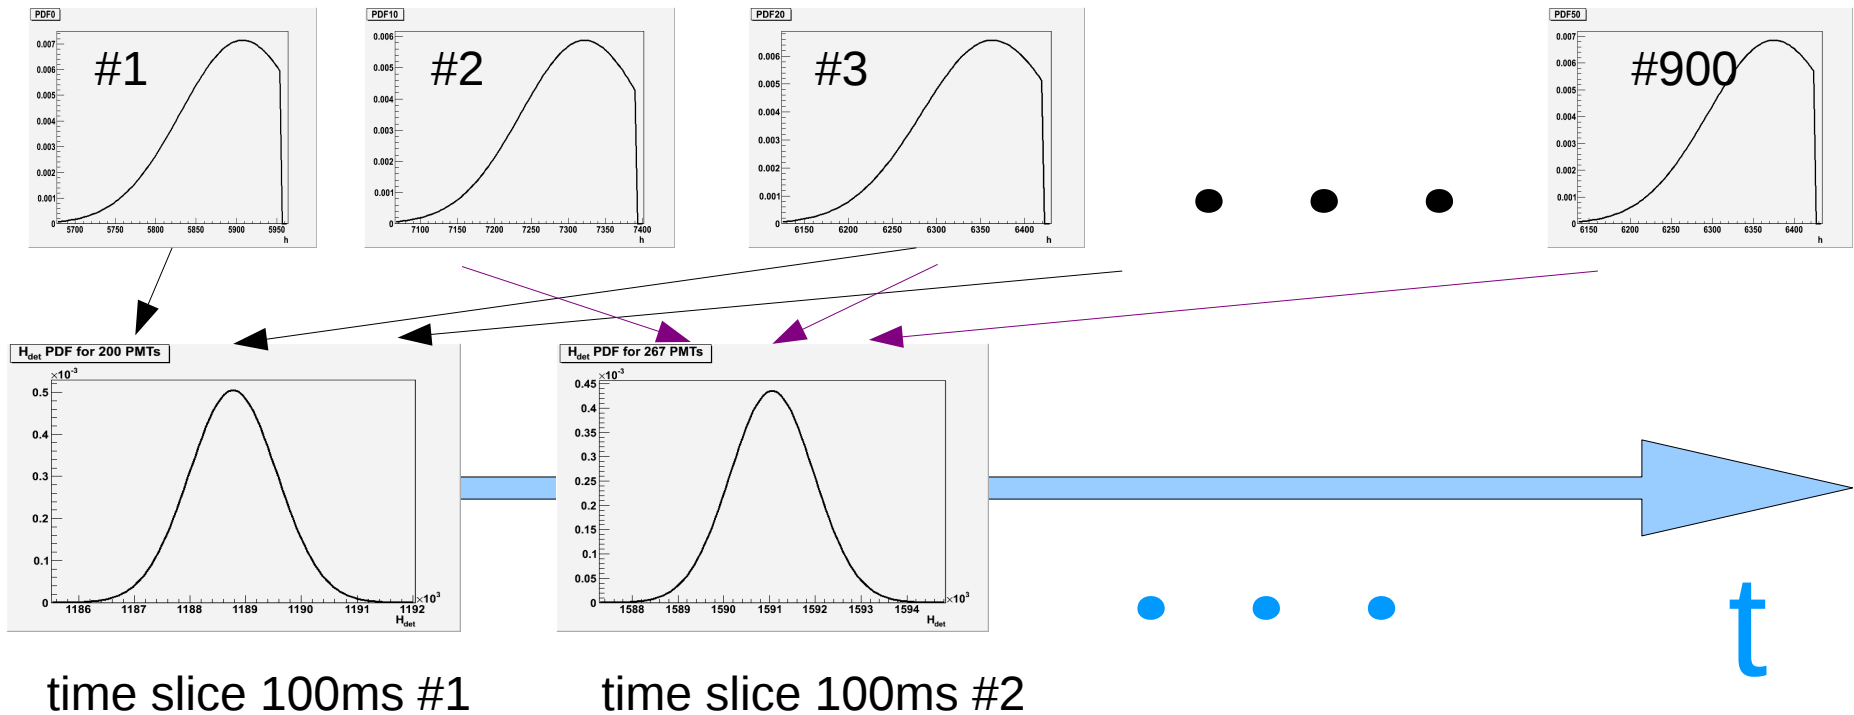 PDF0
#1
0.007
0.006
0.005
0.004
0.003
0.002
0.001
0
5700 5750 5800 5850 5900 5950
h
PDF10
#2
0.006
0.005
0.004
0.003
0.002
0.001
0
7100 7150 7200 7250 7300 7350 7400
h
PDF20
#3
0.006
0.005
0.004
0.003
0.002
0.001
0
6150 6200 6250 6300 6350 6400
h
PDF50
#900
0.007
0.006
0.005
0.004
0.003
0.002
0.001
0
6150 6200 6250 6300 6350 6400
h
Hdet PDF for 200 PMTs
×10-3
0.5
0.4
0.3
0.2
0.1
0
1186 1187 1188 1189 1190 1191 1192
×103
Hdet
Hdet PDF for 267 PMTs
×10-3
0.45
0.4
0.35
0.3
0.25
0.2
0.15
0.1
0.05
0
1588 1589 1590 1591 1592 1593 1594
×103
Hdet
t
time slice 100ms #1
time slice 100ms #2